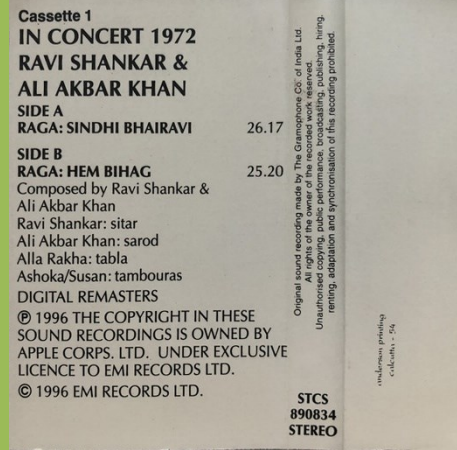 Cassette 1
IN CONCERT 1972
RAVI SHANKAR &
ALI AKBAR KHAN
SIDE A
RAGA: SINDHI BHAIRAVI 26.17
SIDE B
RAGA: HEM BIHAG 25.20
Composed by Ravi Shankar &
Ali Akbar Khan
Ravi Shankar: sitar
Ali Akbar Khan: sarod
Alla Rakha: tabla
Ashoka/Susan: tambouras
DIGITAL REMASTERS
℗ 1996 THE COPYRIGHT IN THESE
SOUND RECORDINGS IS OWNED BY
APPLE CORPS. LTD. UNDER EXCLUSIVE
LICENCE TO EMI RECORDS LTD.
© 1996 EMI RECORDS LTD.
Original sound recording made by The Gramophone Co. of India Ltd.
All rights of the owner of the recorded work reserved.
Unauthorised copying, public performance, broadcasting, publishing, hiring,
renting, adaptation and synchronisation of this recording prohibited.
STCS
890834
STEREO
anderson printing
calcutta - 54